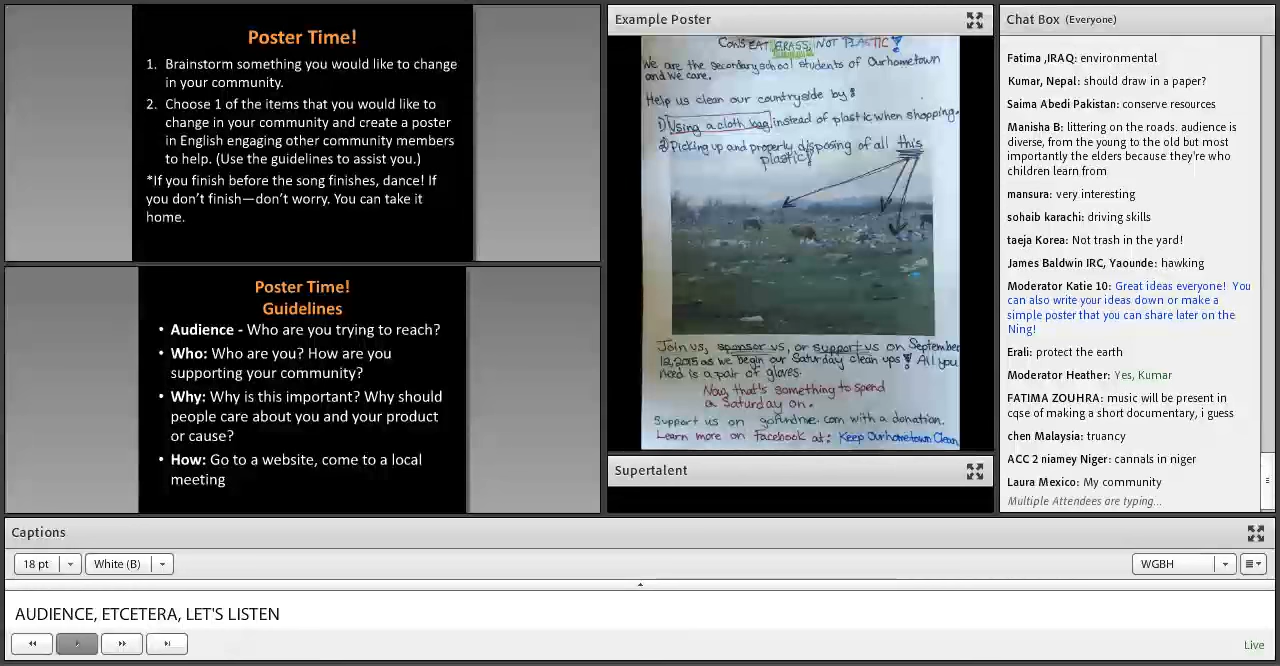 Poster Time!
1. Brainstorm something you would like to change
in your community.
2. Choose 1 of the items that you would like to
change in your community and create a poster
in English engaging other community members
to help. (Use the guidelines to assist you.)
*If you finish before the song finishes, dance! If
you don't finish—don't worry. You can take it
home.
Poster Time!
Guidelines
• Audience - Who are you trying to reach?
• Who: Who are you? How are you
supporting your community?
• Why: Why is this important? Why should
people care about you and your product
or cause?
• How: Go to a website, come to a local
meeting
Example Poster
COWS EAT GRASS, NOT PLASTIC!
We are the secondary school students of Ourhometown
and we care.
Help us clean our countryside by:
1) Using a cloth bag instead of plastic when shopping.
2) Picking up and properly disposing of all this
plastic!
Join us, sponsor us, or support us on September
12, 2015 as we begin our Saturday clean ups! All you
need is a pair of gloves.
Now, that's something to spend
a Saturday on.
Support us on gofundme.com with a donation.
Learn more on Facebook at: Keep Ourhometown Clean
Supertalent
Chat Box (Everyone)
Fatima ,IRAQ: environmental
Kumar, Nepal: should draw in a paper?
Saima Abedi Pakistan: conserve resources
Manisha B: littering on the roads. audience is
diverse, from the young to the old but most
importantly the elders because they're who
children learn from
mansura: very interesting
sohaib karachi: driving skills
taeja Korea: Not trash in the yard!
James Baldwin IRC, Yaounde: hawking
Moderator Katie 10: Great ideas everyone! You
can also write your ideas down or make a
simple poster that you can share later on the
Ning!
Erali: protect the earth
Moderator Heather: Yes, Kumar
FATIMA ZOUHRA: music will be present in
cqse of making a short documentary, i guess
chen Malaysia: truancy
ACC 2 niamey Niger: cannals in niger
Laura Mexico: My community
Multiple Attendees are typing...
Captions
18 pt
White (B)
WGBH
AUDIENCE, ETCETERA, LET'S LISTEN
Live